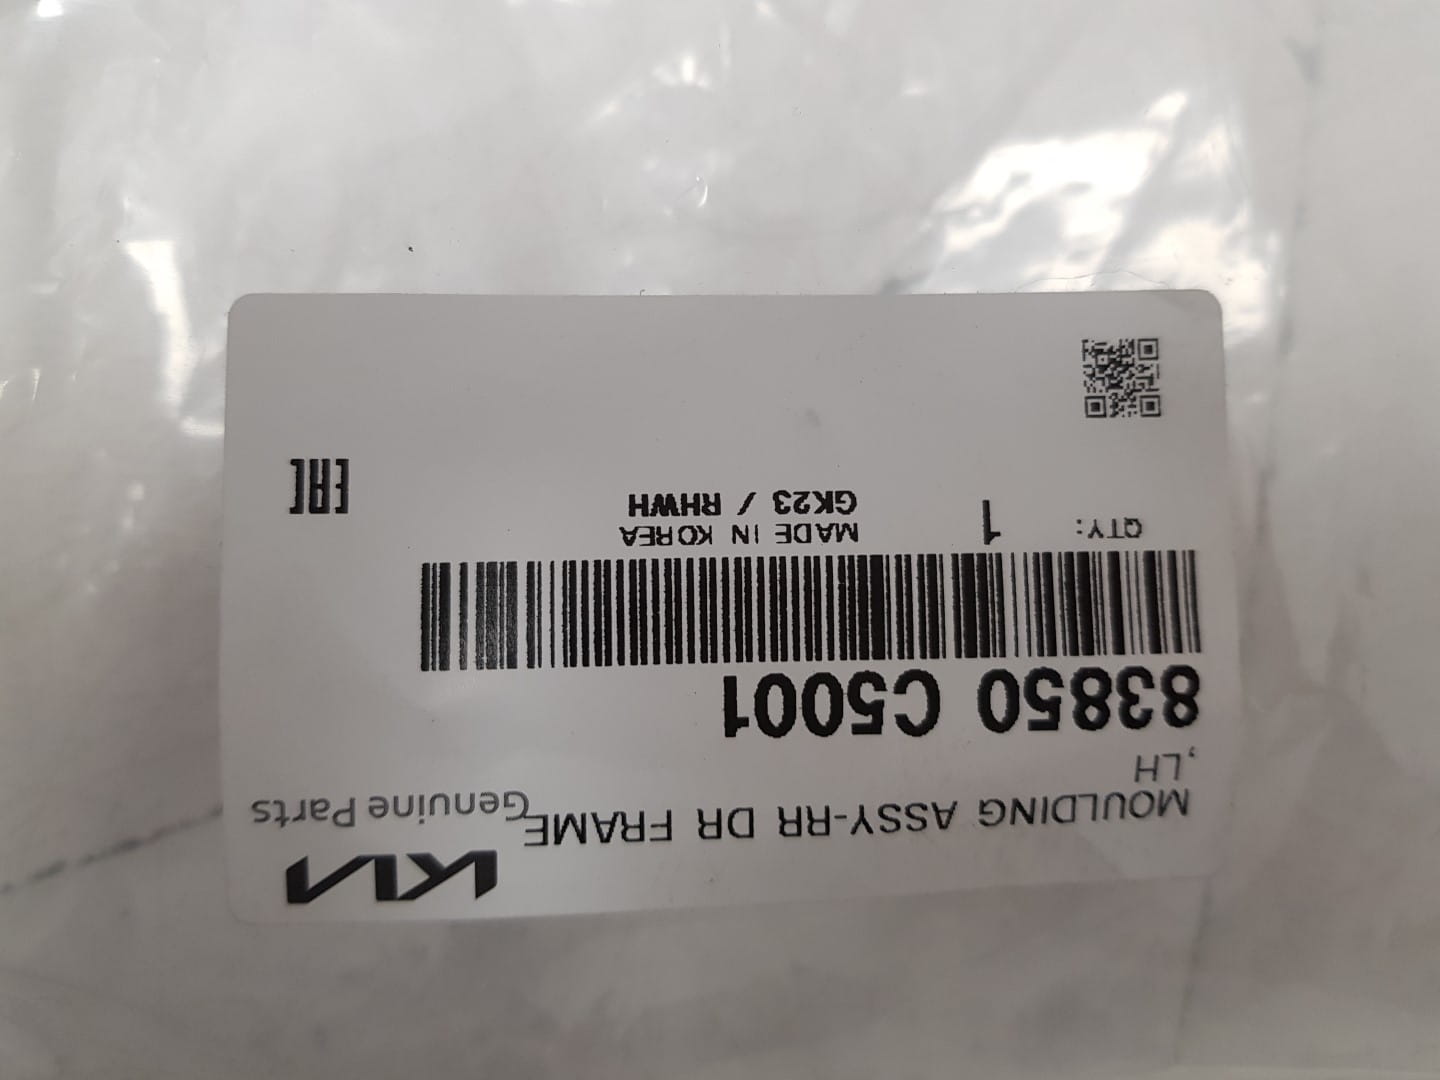 KIA
Genuine Parts
MOULDING ASSY-RR DR FRAME
,LH
83850 C5001
QTY: 1
MADE IN KOREA
GK23 / RHWH
EAC